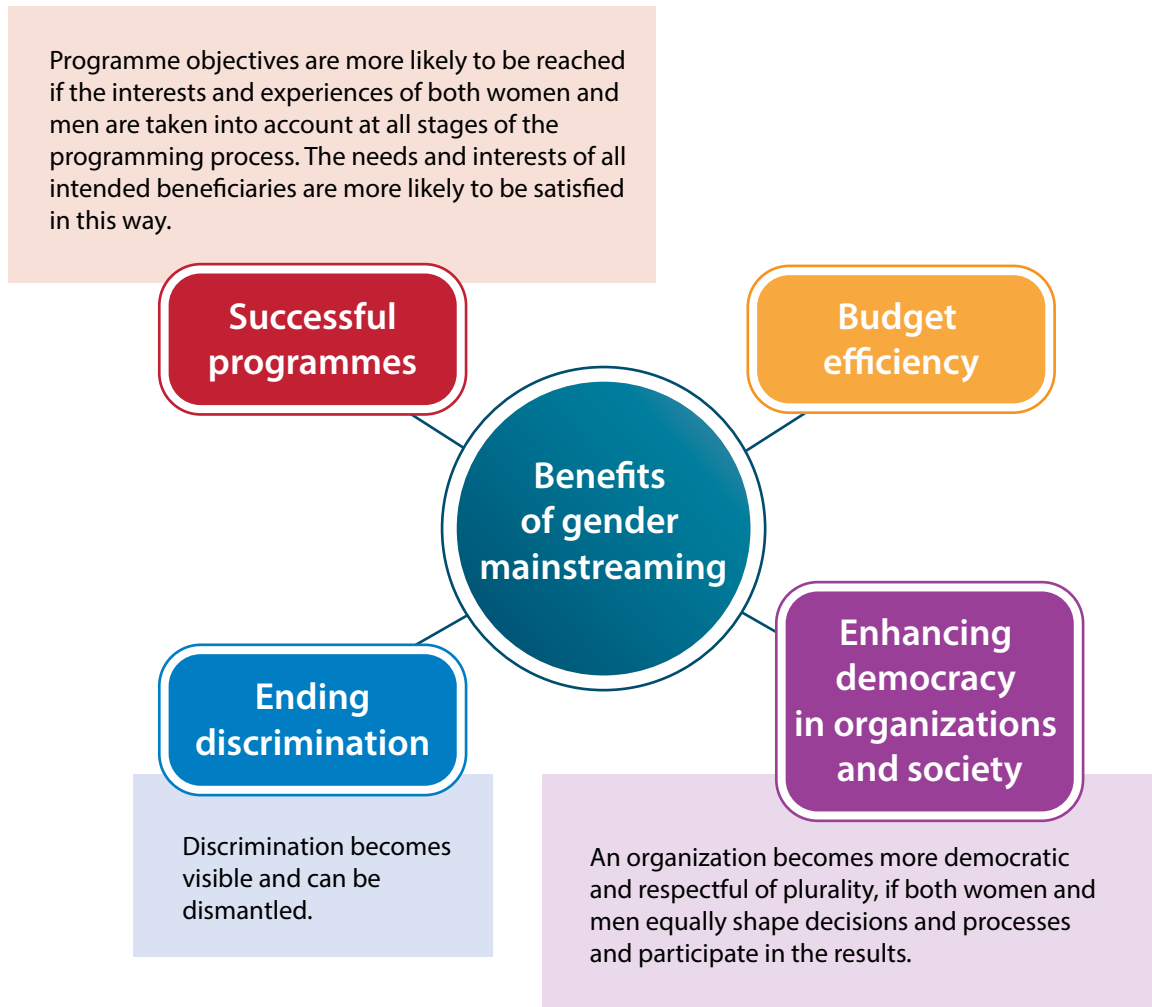 Programme objectives are more likely to be reached
if the interests and experiences of both women and
men are taken into account at all stages of the
programming process. The needs and interests of all
intended beneficiaries are more likely to be satisfied
in this way.
Successful
programmes
Budget
efficiency
Benefits
of gender
mainstreaming
Ending
discrimination
Discrimination becomes
visible and can be
dismantled.
Enhancing
democracy
in organizations
and society
An organization becomes more democratic
and respectful of plurality, if both women and
men equally shape decisions and processes
and participate in the results.